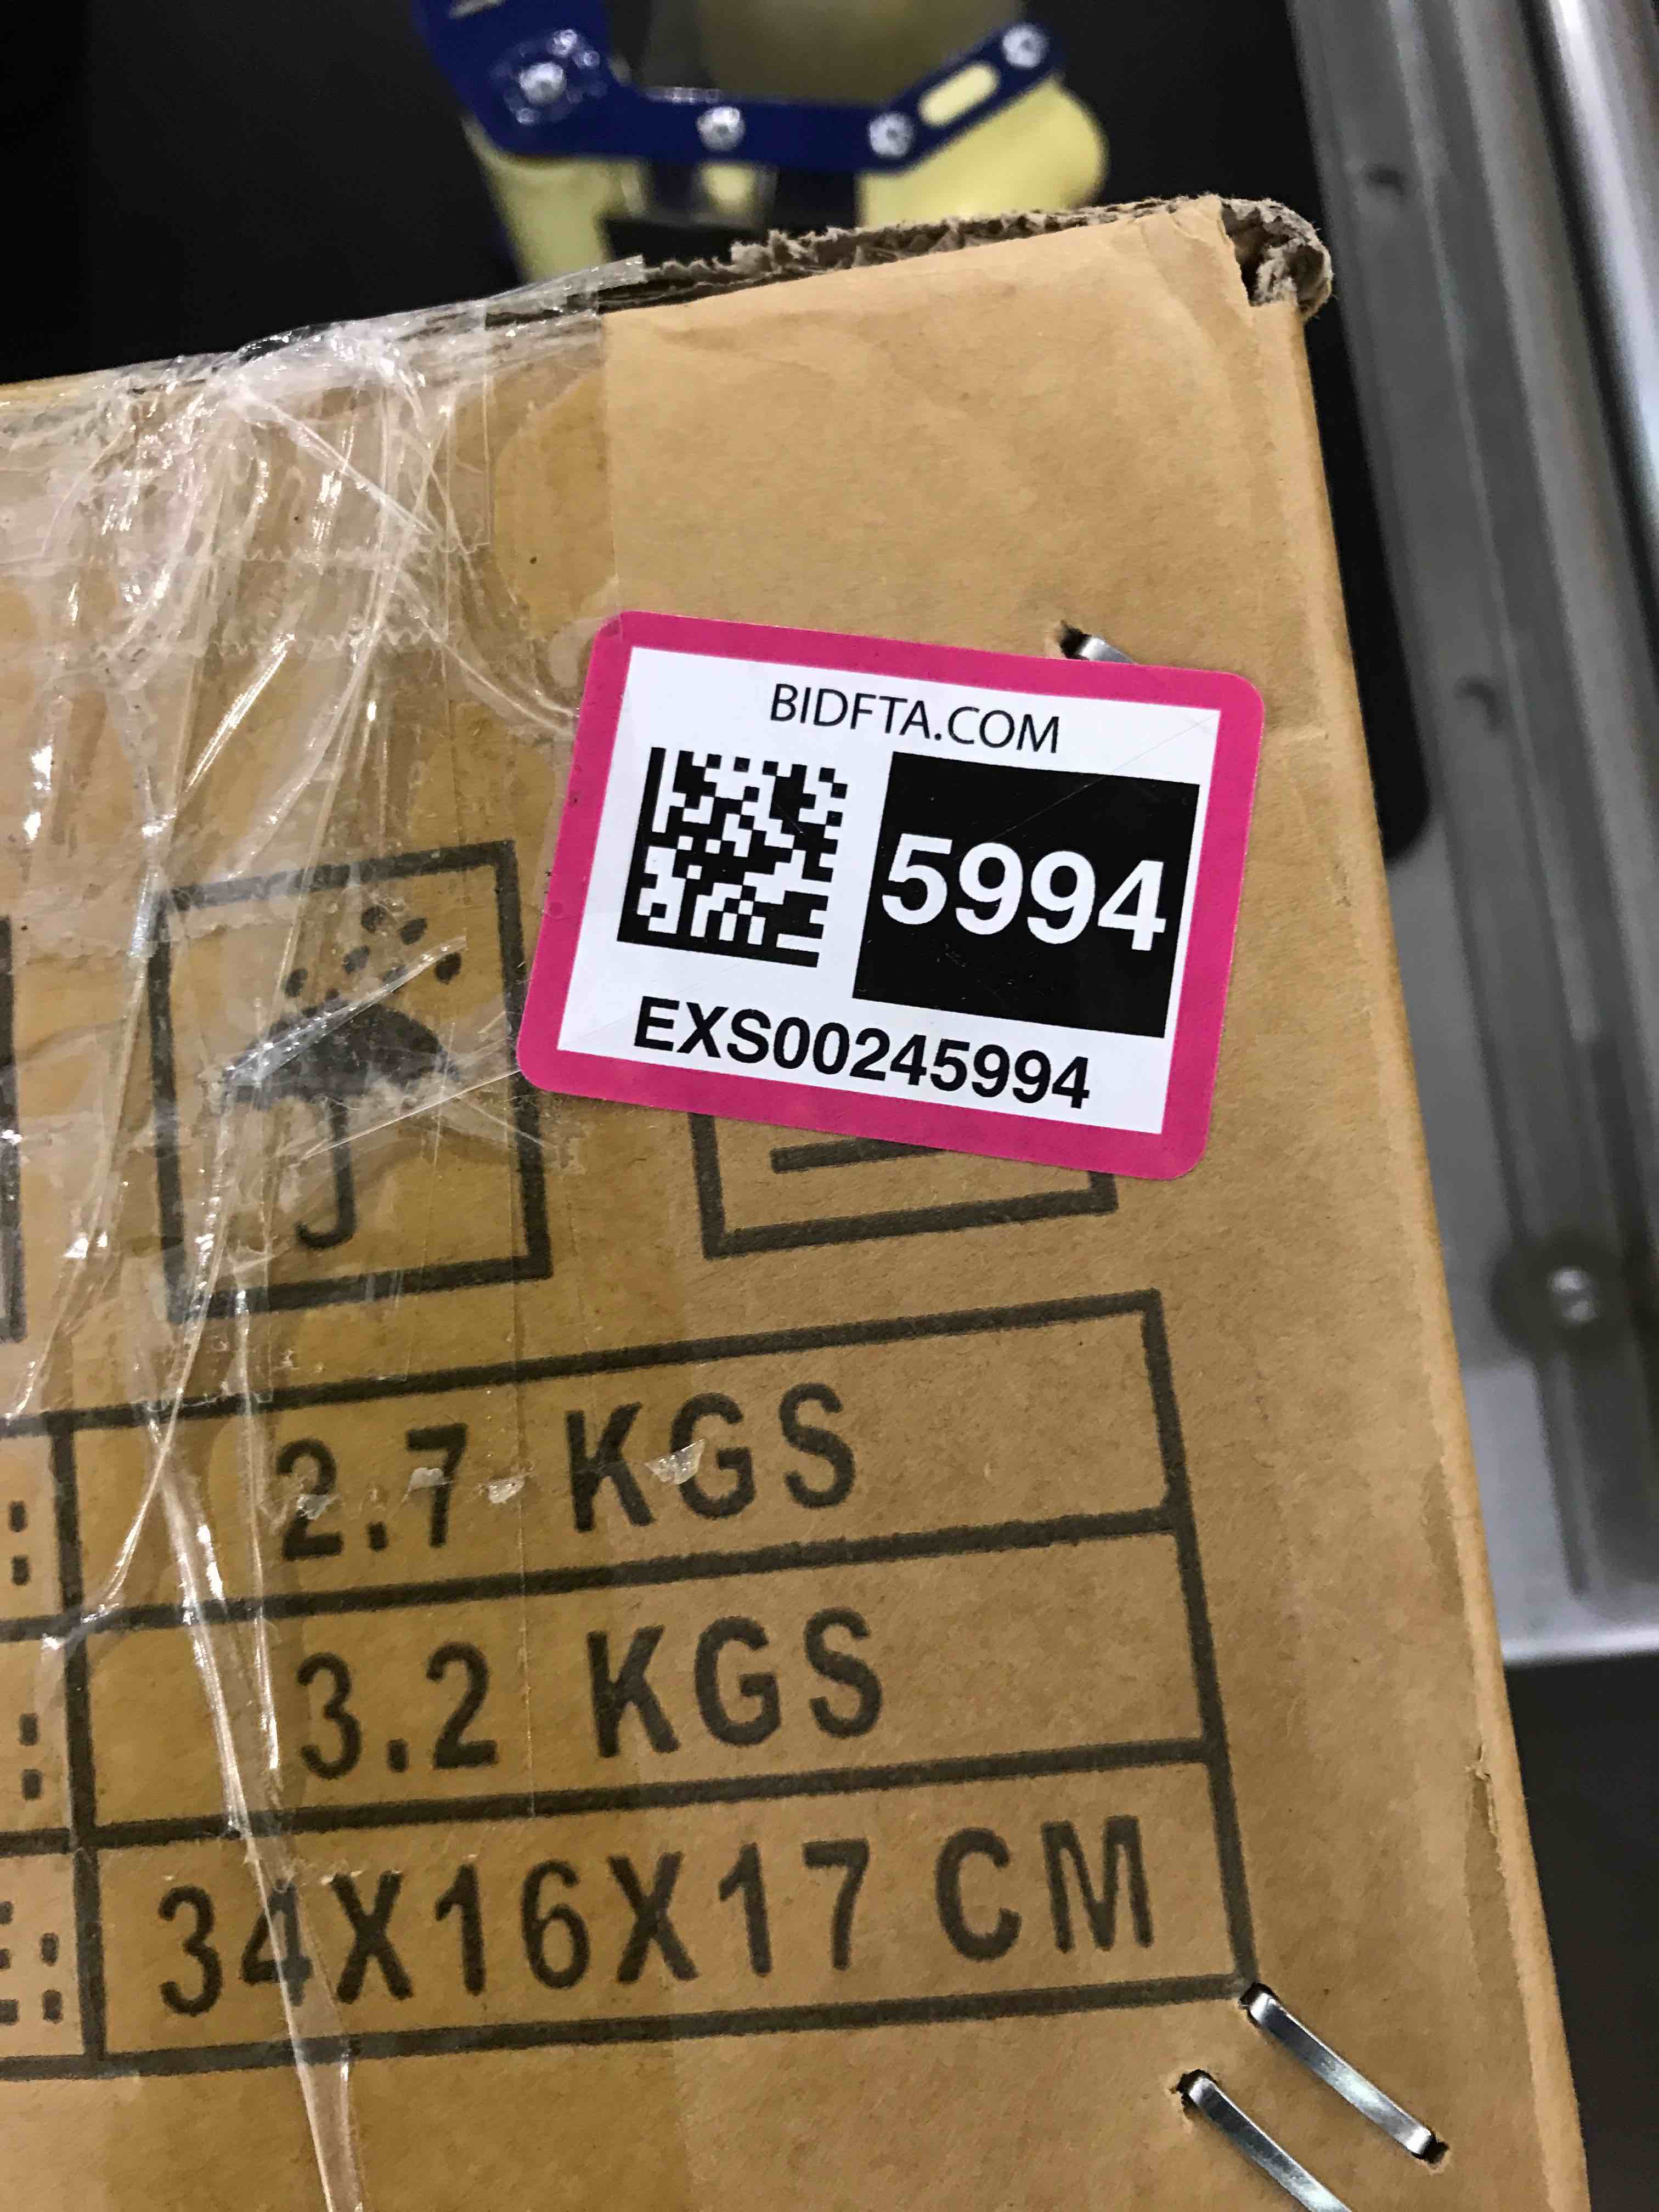 BIDFTA.COM
5994
EXS00245994
2.7 KGS
3.2 KGS
34X16X17 CM